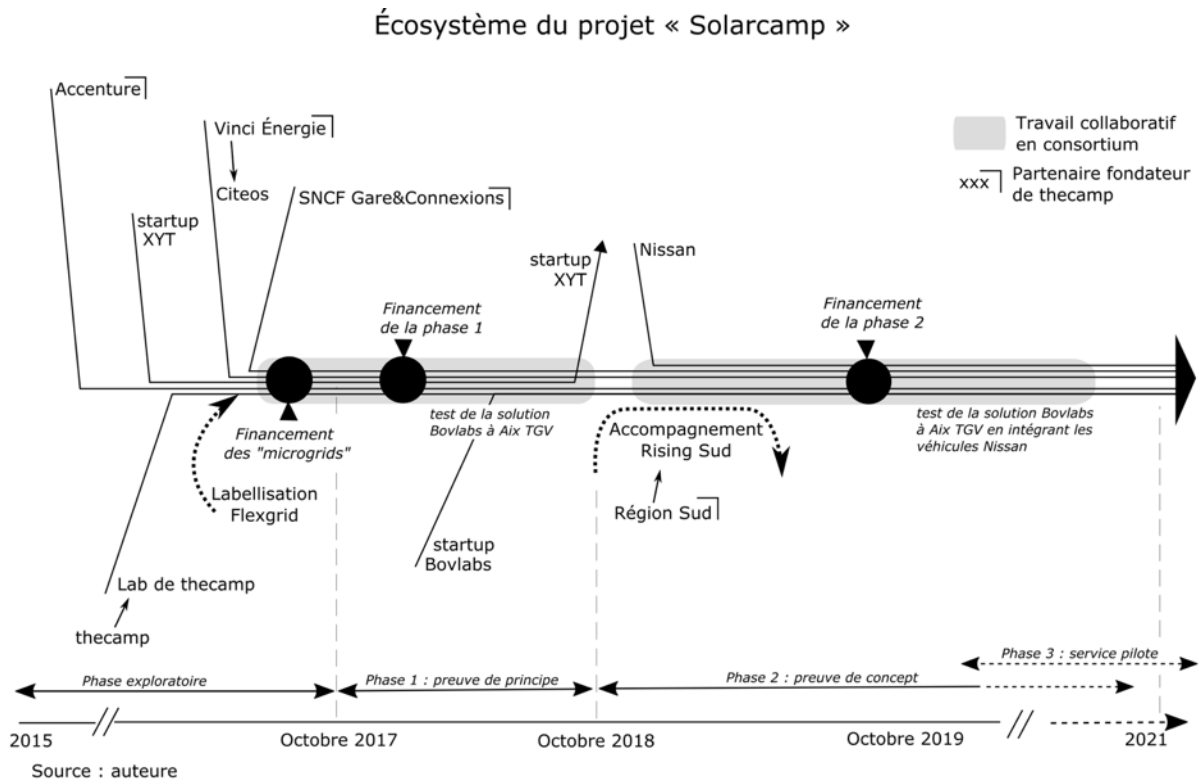 Écosystème du projet « Solarcamp »
Accenture
Vinci Énergie
Citeos
SNCF Gare&Connexions
startup
XYT
startup
XYT
Nissan
Travail collaboratif
en consortium
xxx
Partenaire fondateur
de thecamp
Financement
de la phase 1
Financement
de la phase 2
Financement
des "microgrids"
test de la solution
Bovlabs à Aix TGV
Accompagnement
Rising Sud
test de la solution Bovlabs
à Aix TGV en intégrant les
véhicules Nissan
Labellisation
Flexgrid
Région Sud
startup
Bovlabs
Lab de thecamp
thecamp
Phase exploratoire
Phase 1 : preuve de principe
Phase 2 : preuve de concept
Phase 3 : service pilote
2015
Octobre 2017
Octobre 2018
Octobre 2019
2021
Source : auteure